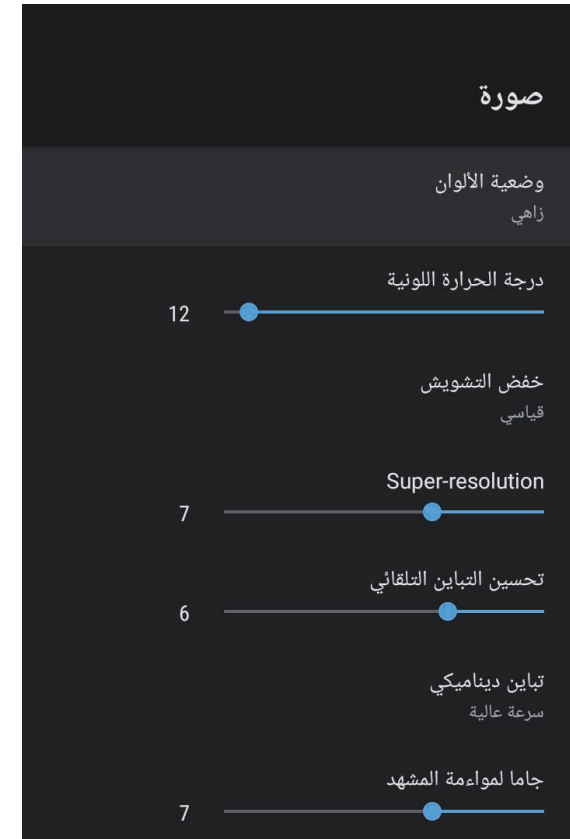 صورة
وضعية الألوان
زاهي
درجة الحرارة اللونية
12
خفض التشويش
قياسي
Super-resolution
7
تحسين التباين التلقائي
6
تباين ديناميكي
سرعة عالية
جاما لمواءمة المشهد
7